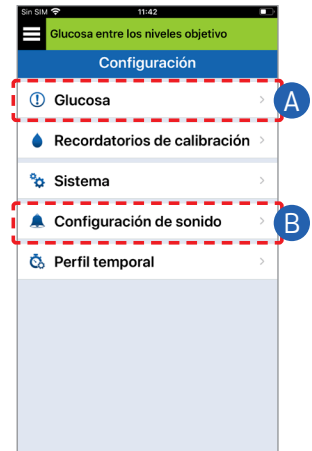 Sin SIM 11:42
Glucosa entre los niveles objetivo
Configuración
Glucosa
A
Recordatorios de calibración
Sistema
Configuración de sonido
B
Perfil temporal